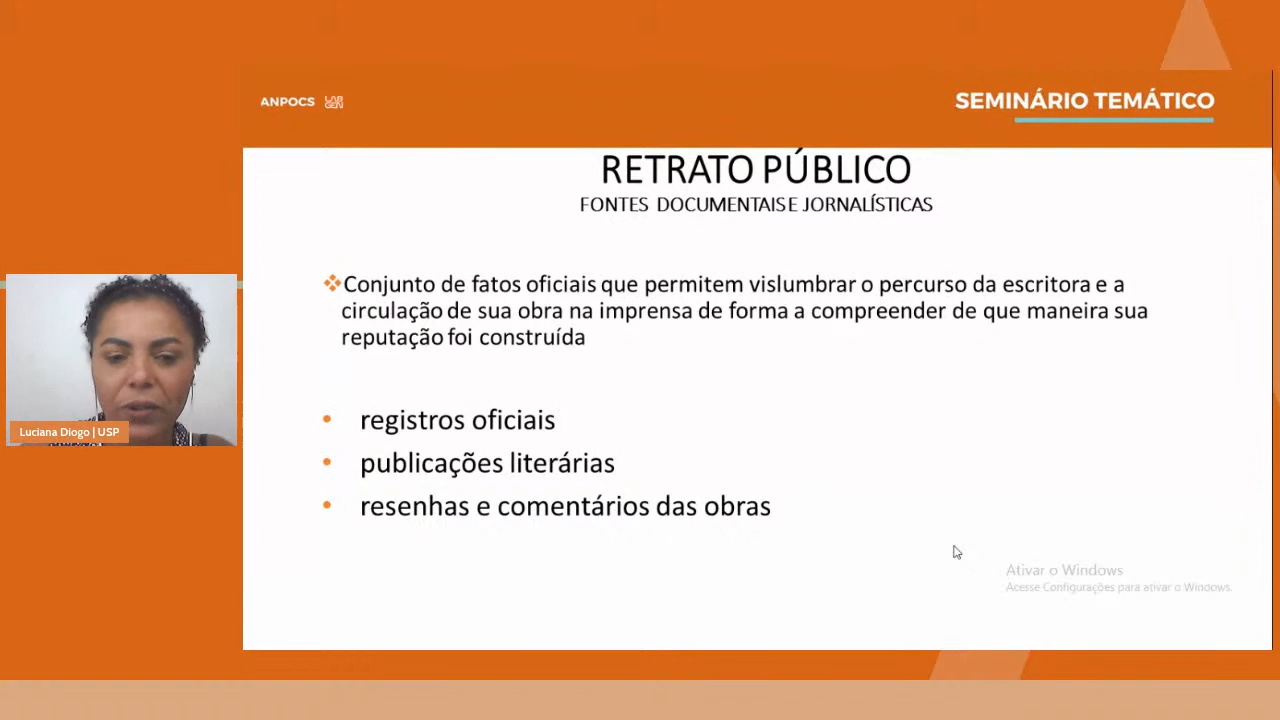 ANPOCS LAB GEN
SEMINÁRIO TEMÁTICO
RETRATO PÚBLICO
FONTES DOCUMENTAIS E JORNALÍSTICAS
Conjunto de fatos oficiais que permitem vislumbrar o percurso da escritora e a
circulação de sua obra na imprensa de forma a compreender de que maneira sua
reputação foi construída
• registros oficiais
• publicações literárias
• resenhas e comentários das obras
Luciana Diogo | USP
Ativar o Windows
Acesse Configurações para ativar o Windows.